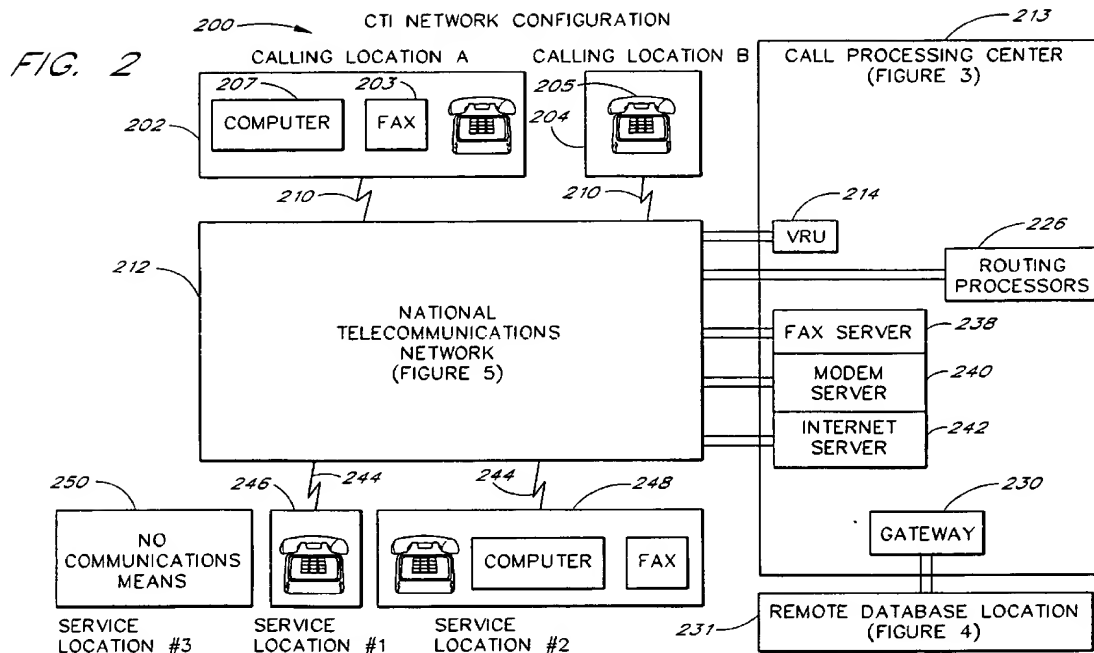 CTI NETWORK CONFIGURATION
200
213
FIG. 2
CALLING LOCATION A
CALLING LOCATION B
CALL PROCESSING CENTER
(FIGURE 3)
207
203
205
202
COMPUTER
FAX
204
210
210
214
VRU
226
ROUTING
PROCESSORS
212
NATIONAL
TELECOMMUNICATIONS
NETWORK
(FIGURE 5)
FAX SERVER
238
MODEM
SERVER
240
INTERNET
SERVER
242
250
246
244
244
248
230
NO
COMMUNICATIONS
MEANS
COMPUTER
FAX
GATEWAY
SERVICE
LOCATION #3
SERVICE
LOCATION #1
SERVICE
LOCATION #2
231
REMOTE DATABASE LOCATION
(FIGURE 4)